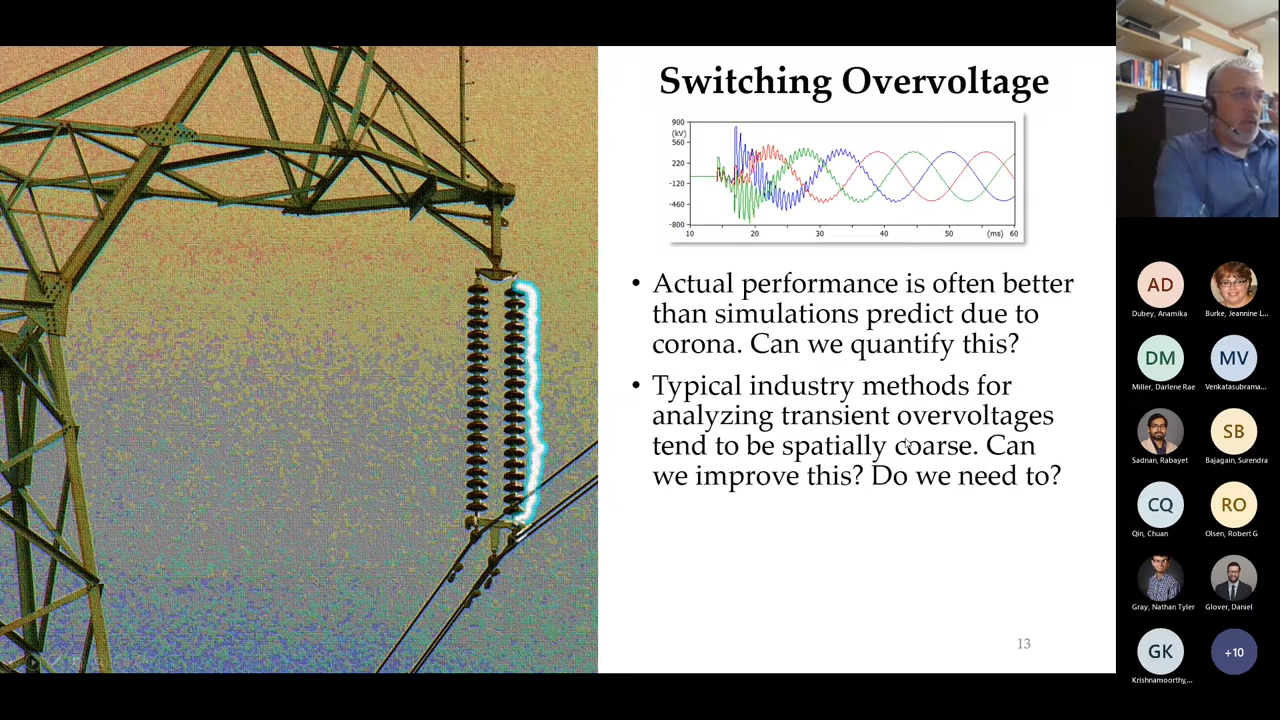 Switching Overvoltage
900
(kV)
560
220
-120
-460
-800
10 20 30 40 50 (ms) 60
• Actual performance is often better
than simulations predict due to
corona. Can we quantify this?
• Typical industry methods for
analyzing transient overvoltages
tend to be spatially coarse. Can
we improve this? Do we need to?
13
AD
Dubey, Anamika
Burke, Jeannine L...
DM MV
Miller, Darlene Rae Venkatasubrama...
SB
Sadnan, Rabayet Bajagain, Surendra
CQ RO
Qin, Chuan Olsen, Robert G
Gray, Nathan Tyler Glover, Daniel
GK +10
Krishnamoorthy,...